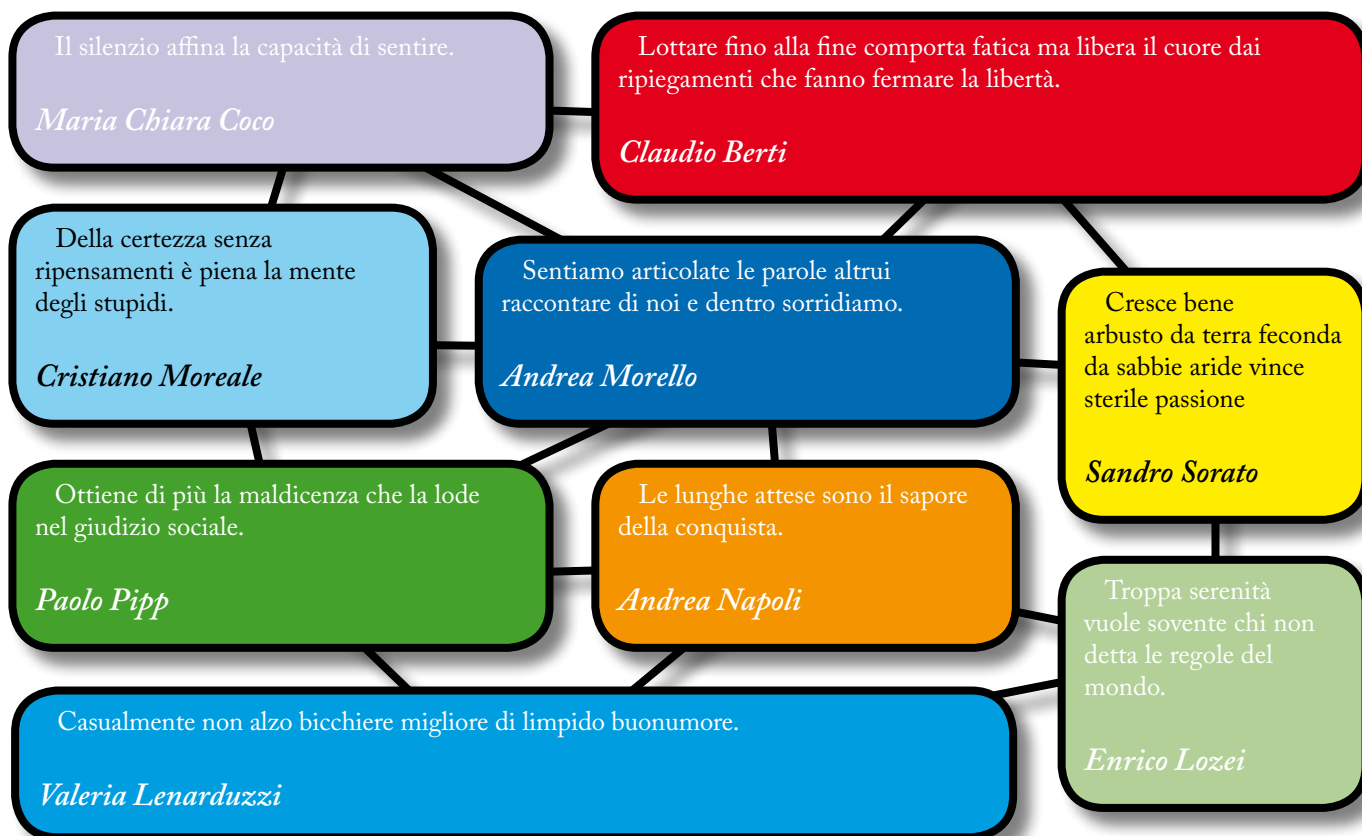 Il silenzio affina la capacità di sentire.
Maria Chiara Coco
Lottare fino alla fine comporta fatica ma libera il cuore dai
ripiegamenti che fanno fermare la libertà.
Claudio Berti
Della certezza senza
ripensamenti è piena la mente
degli stupidi.
Cristiano Moreale
Sentiamo articolate le parole altrui
raccontare di noi e dentro sorridiamo.
Andrea Morello
Cresce bene
arbusto da terra feconda
da sabbie aride vince
sterile passione
Sandro Sorato
Ottiene di più la maldicenza che la lode
nel giudizio sociale.
Paolo Pipp
Le lunghe attese sono il sapore
della conquista.
Andrea Napoli
Troppa serenità
vuole sovente chi non
detta le regole del
mondo.
Enrico Lozei
Casualmente non alzo bicchiere migliore di limpido buonumore.
Valeria Lenarduzzi